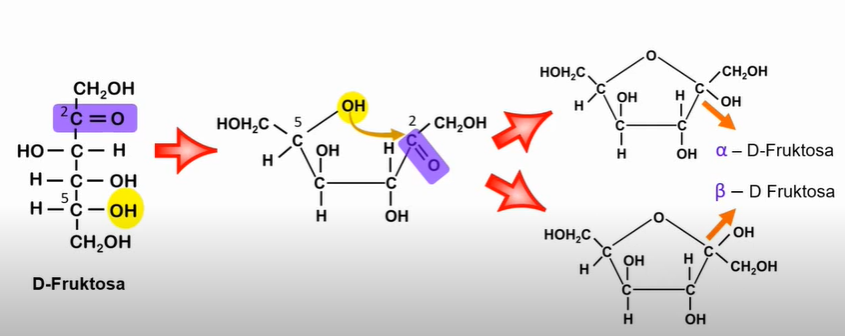 CH₂OH
²C = O
HO — C — H
H — C — OH
H — ⁵C — OH
CH₂OH
D-Fruktosa
OH
HOH₂C
5
C
2
C
O
CH₂OH
H
OH
H
C
C
H
OH
O
HOH₂C
C
C
CH₂OH
H
OH
H
OH
C
C
H
OH
α – D-Fruktosa
β – D Fruktosa
O
HOH₂C
C
C
OH
H
OH
H
CH₂OH
C
C
H
OH